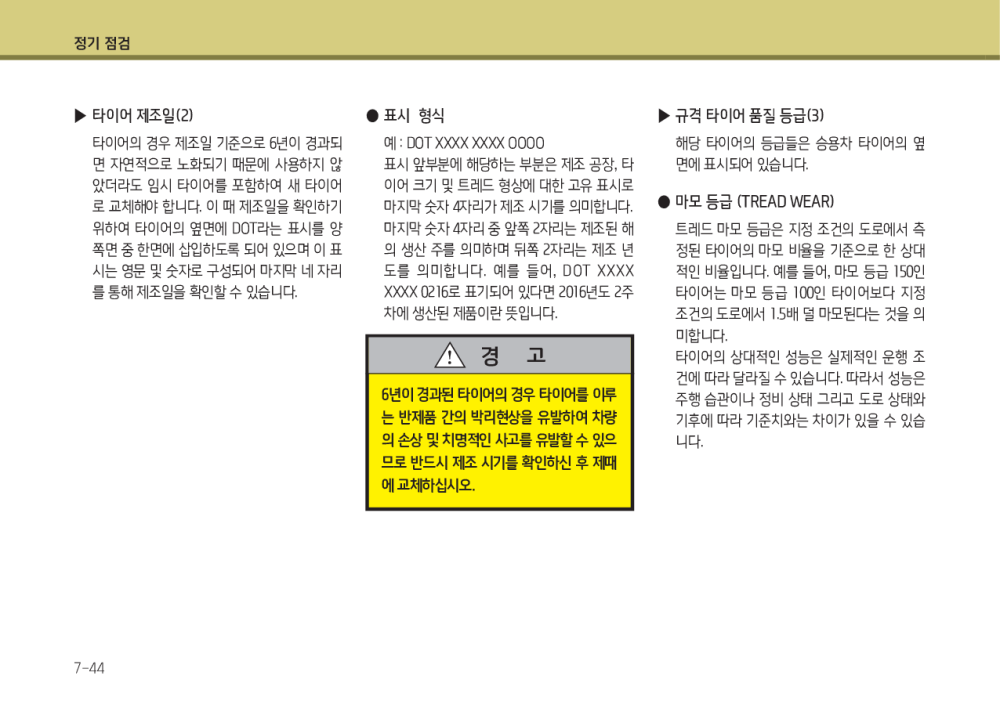 정기 점검
▶ 타이어 제조일(2)
타이어의 경우 제조일 기준으로 6년이 경과되
면 자연적으로 노화되기 때문에 사용하지 않
았더라도 임시 타이어를 포함하여 새 타이어
로 교체해야 합니다. 이 때 제조일을 확인하기
위하여 타이어의 옆면에 DOT라는 표시를 양
쪽면 중 한면에 삽입하도록 되어 있으며 이 표
시는 영문 및 숫자로 구성되어 마지막 네 자리
를 통해 제조일을 확인할 수 있습니다.
● 표시 형식
예 : DOT XXXX XXXX OOOO
표시 앞부분에 해당하는 부분은 제조 공장, 타
이어 크기 및 트레드 형상에 대한 고유 표시로
마지막 숫자 4자리가 제조 시기를 의미합니다.
마지막 숫자 4자리 중 앞쪽 2자리는 제조된 해
의 생산 주를 의미하며 뒤쪽 2자리는 제조 년
도를 의미합니다. 예를 들어, DOT XXXX
XXXX 0216로 표기되어 있다면 2016년도 2주
차에 생산된 제품이란 뜻입니다.
경 고
6년이 경과된 타이어의 경우 타이어를 이루
는 반제품 간의 박리현상을 유발하여 차량
의 손상 및 치명적인 사고를 유발할 수 있으
므로 반드시 제조 시기를 확인하신 후 제때
에 교체하십시오.
▶ 규격 타이어 품질 등급(3)
해당 타이어의 등급들은 승용차 타이어의 옆
면에 표시되어 있습니다.
● 마모 등급 (TREAD WEAR)
트레드 마모 등급은 지정 조건의 도로에서 측
정된 타이어의 마모 비율을 기준으로 한 상대
적인 비율입니다. 예를 들어, 마모 등급 150인
타이어는 마모 등급 100인 타이어보다 지정
조건의 도로에서 1.5배 덜 마모된다는 것을 의
미합니다.
타이어의 상대적인 성능은 실제적인 운행 조
건에 따라 달라질 수 있습니다. 따라서 성능은
주행 습관이나 정비 상태 그리고 도로 상태와
기후에 따라 기준치와는 차이가 있을 수 있습
니다.
7-44